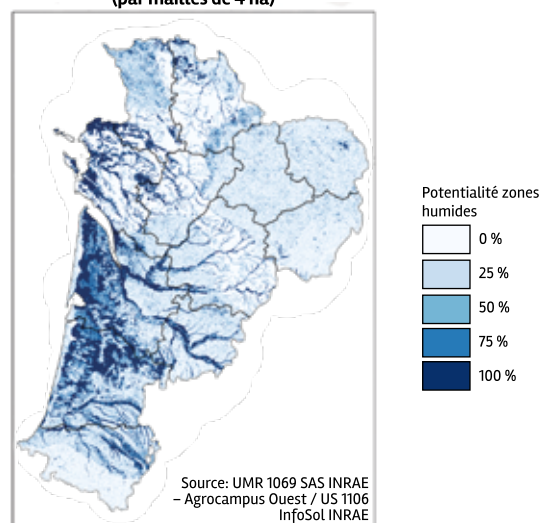 (par mailles de 4 ha)
Potentialité zones
humides
0 %
25 %
50 %
75 %
100 %
Source: UMR 1069 SAS INRAE
– Agrocampus Ouest / US 1106
InfoSol INRAE